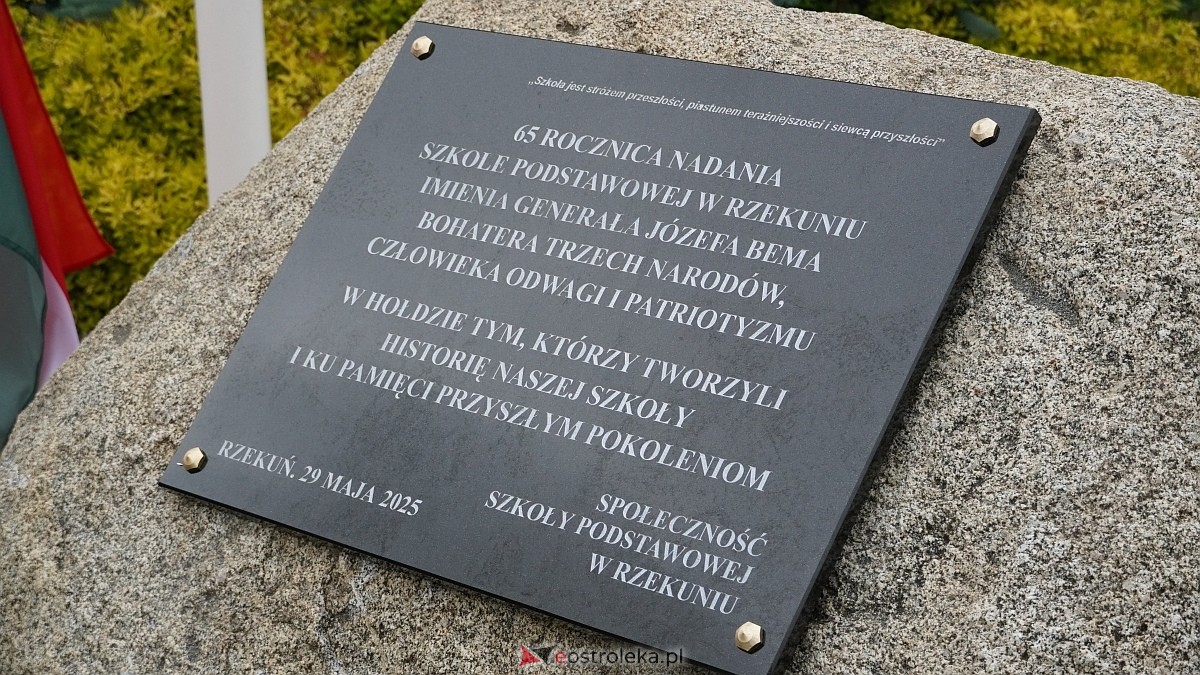 „Szkoła jest stróżem przeszłości, piastunem teraźniejszości i siewcą przyszłości”
65 ROCZNICA NADANIA
SZKOLE PODSTAWOWEJ W RZEKUNIU
IMIENIA GENERAŁA JÓZEFA BEMA
BOHATERA TRZECH NARODÓW,
CZŁOWIEKA ODWAGI I PATRIOTYZMU
W HOŁDZIE TYM, KTÓRZY TWORZYLI
HISTORIĘ NASZEJ SZKOŁY
I KU PAMIĘCI PRZYSZŁYM POKOLENIOM
RZEKUŃ, 29 MAJA 2025
SPOŁECZNOŚĆ
SZKOŁY PODSTAWOWEJ
W RZEKUNIU
epostroleka.pl